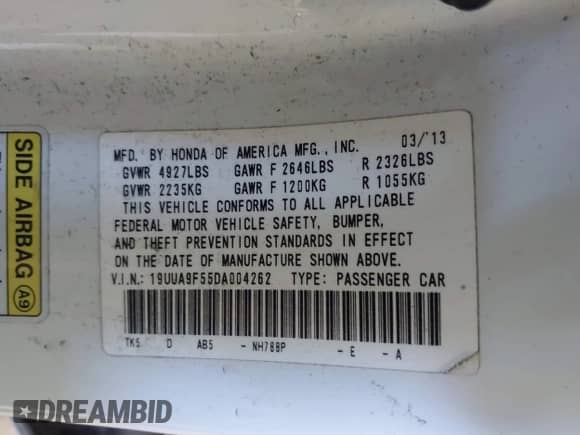 MFD. BY HONDA OF AMERICA MFG., INC. 03/'13
GVWR 4927LBS GAWR F 2646LBS R 2326LBS
GVWR 2235KG GAWR F 1200KG R 1055KG
THIS VEHICLE CONFORMS TO ALL APPLICABLE
FEDERAL MOTOR VEHICLE SAFETY, BUMPER,
AND THEFT PREVENTION STANDARDS IN EFFECT
ON THE DATE OF MANUFACTURE SHOWN ABOVE.
V.I.N.: 19UUA9F55DA004262 TYPE: PASSENGER CAR
TK5 D AB5 - NH788P - E - A
SIDE AIRBAG A9
DREAMBID